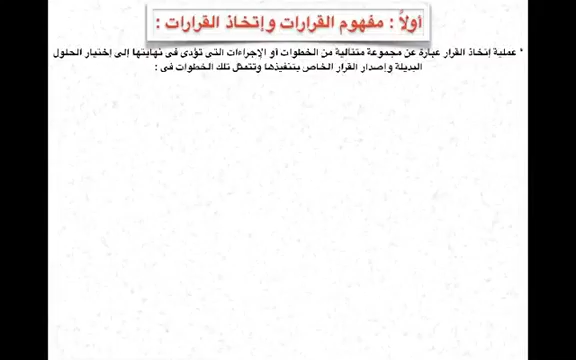 أولاً : مفهوم القرارات وإتخاذ القرارات :
* عملية إتخاذ القرار عبارة عن مجموعة متتالية من الخطوات أو الإجراءات التى تؤدى فى نهايتها إلى إختيار الحلول
البديلة وإصدار القرار الخاص بتنفيذها وتتمثل تلك الخطوات فى :